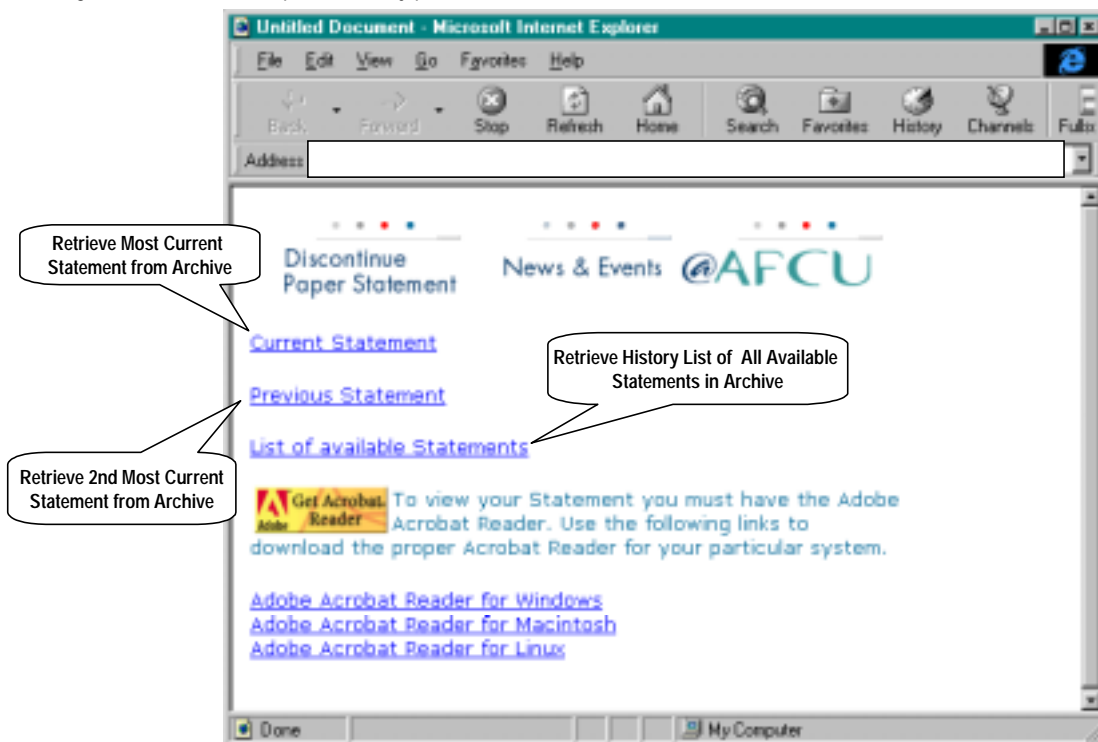 Untitled Document - Microsoft Internet Explorer
File Edit View Go Favorites Help
Back Forward Stop Refresh Home Search Favorites History Channels
Address
Discontinue
Paper Statement
News & Events
@AFCU
Retrieve Most Current
Statement from Archive
Current Statement
Retrieve History List of All Available
Statements in Archive
Previous Statement
List of available Statements
Retrieve 2nd Most Current
Statement from Archive
Get Acrobat
Reader
Adobe
To view your Statement you must have the Adobe
Acrobat Reader. Use the following links to
download the proper Acrobat Reader for your particular system.
Adobe Acrobat Reader for Windows
Adobe Acrobat Reader for Macintosh
Adobe Acrobat Reader for Linux
Done My Computer